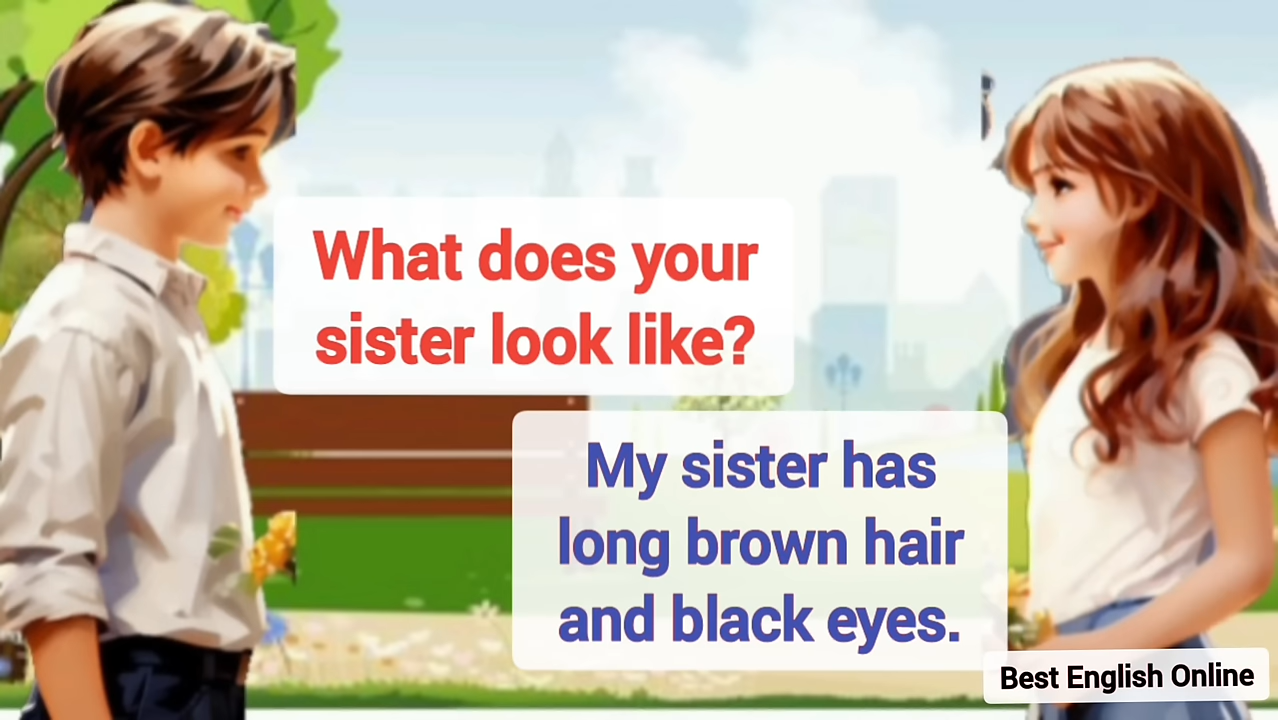 What does your
sister look like?
My sister has
long brown hair
and black eyes.
Best English Online